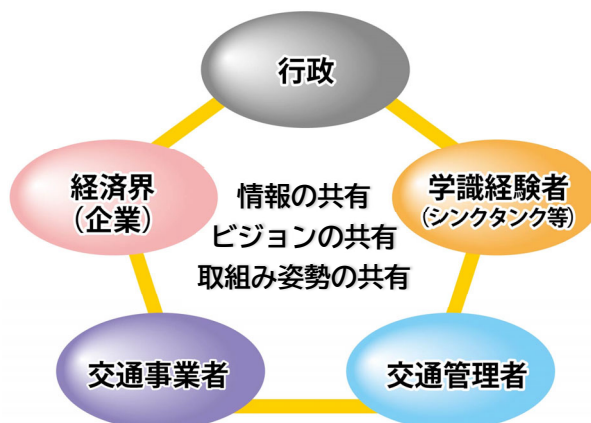 行政
経済界
（企業）
学識経験者
（シンクタンク等）
情報の共有
ビジョンの共有
取組み姿勢の共有
交通事業者
交通管理者